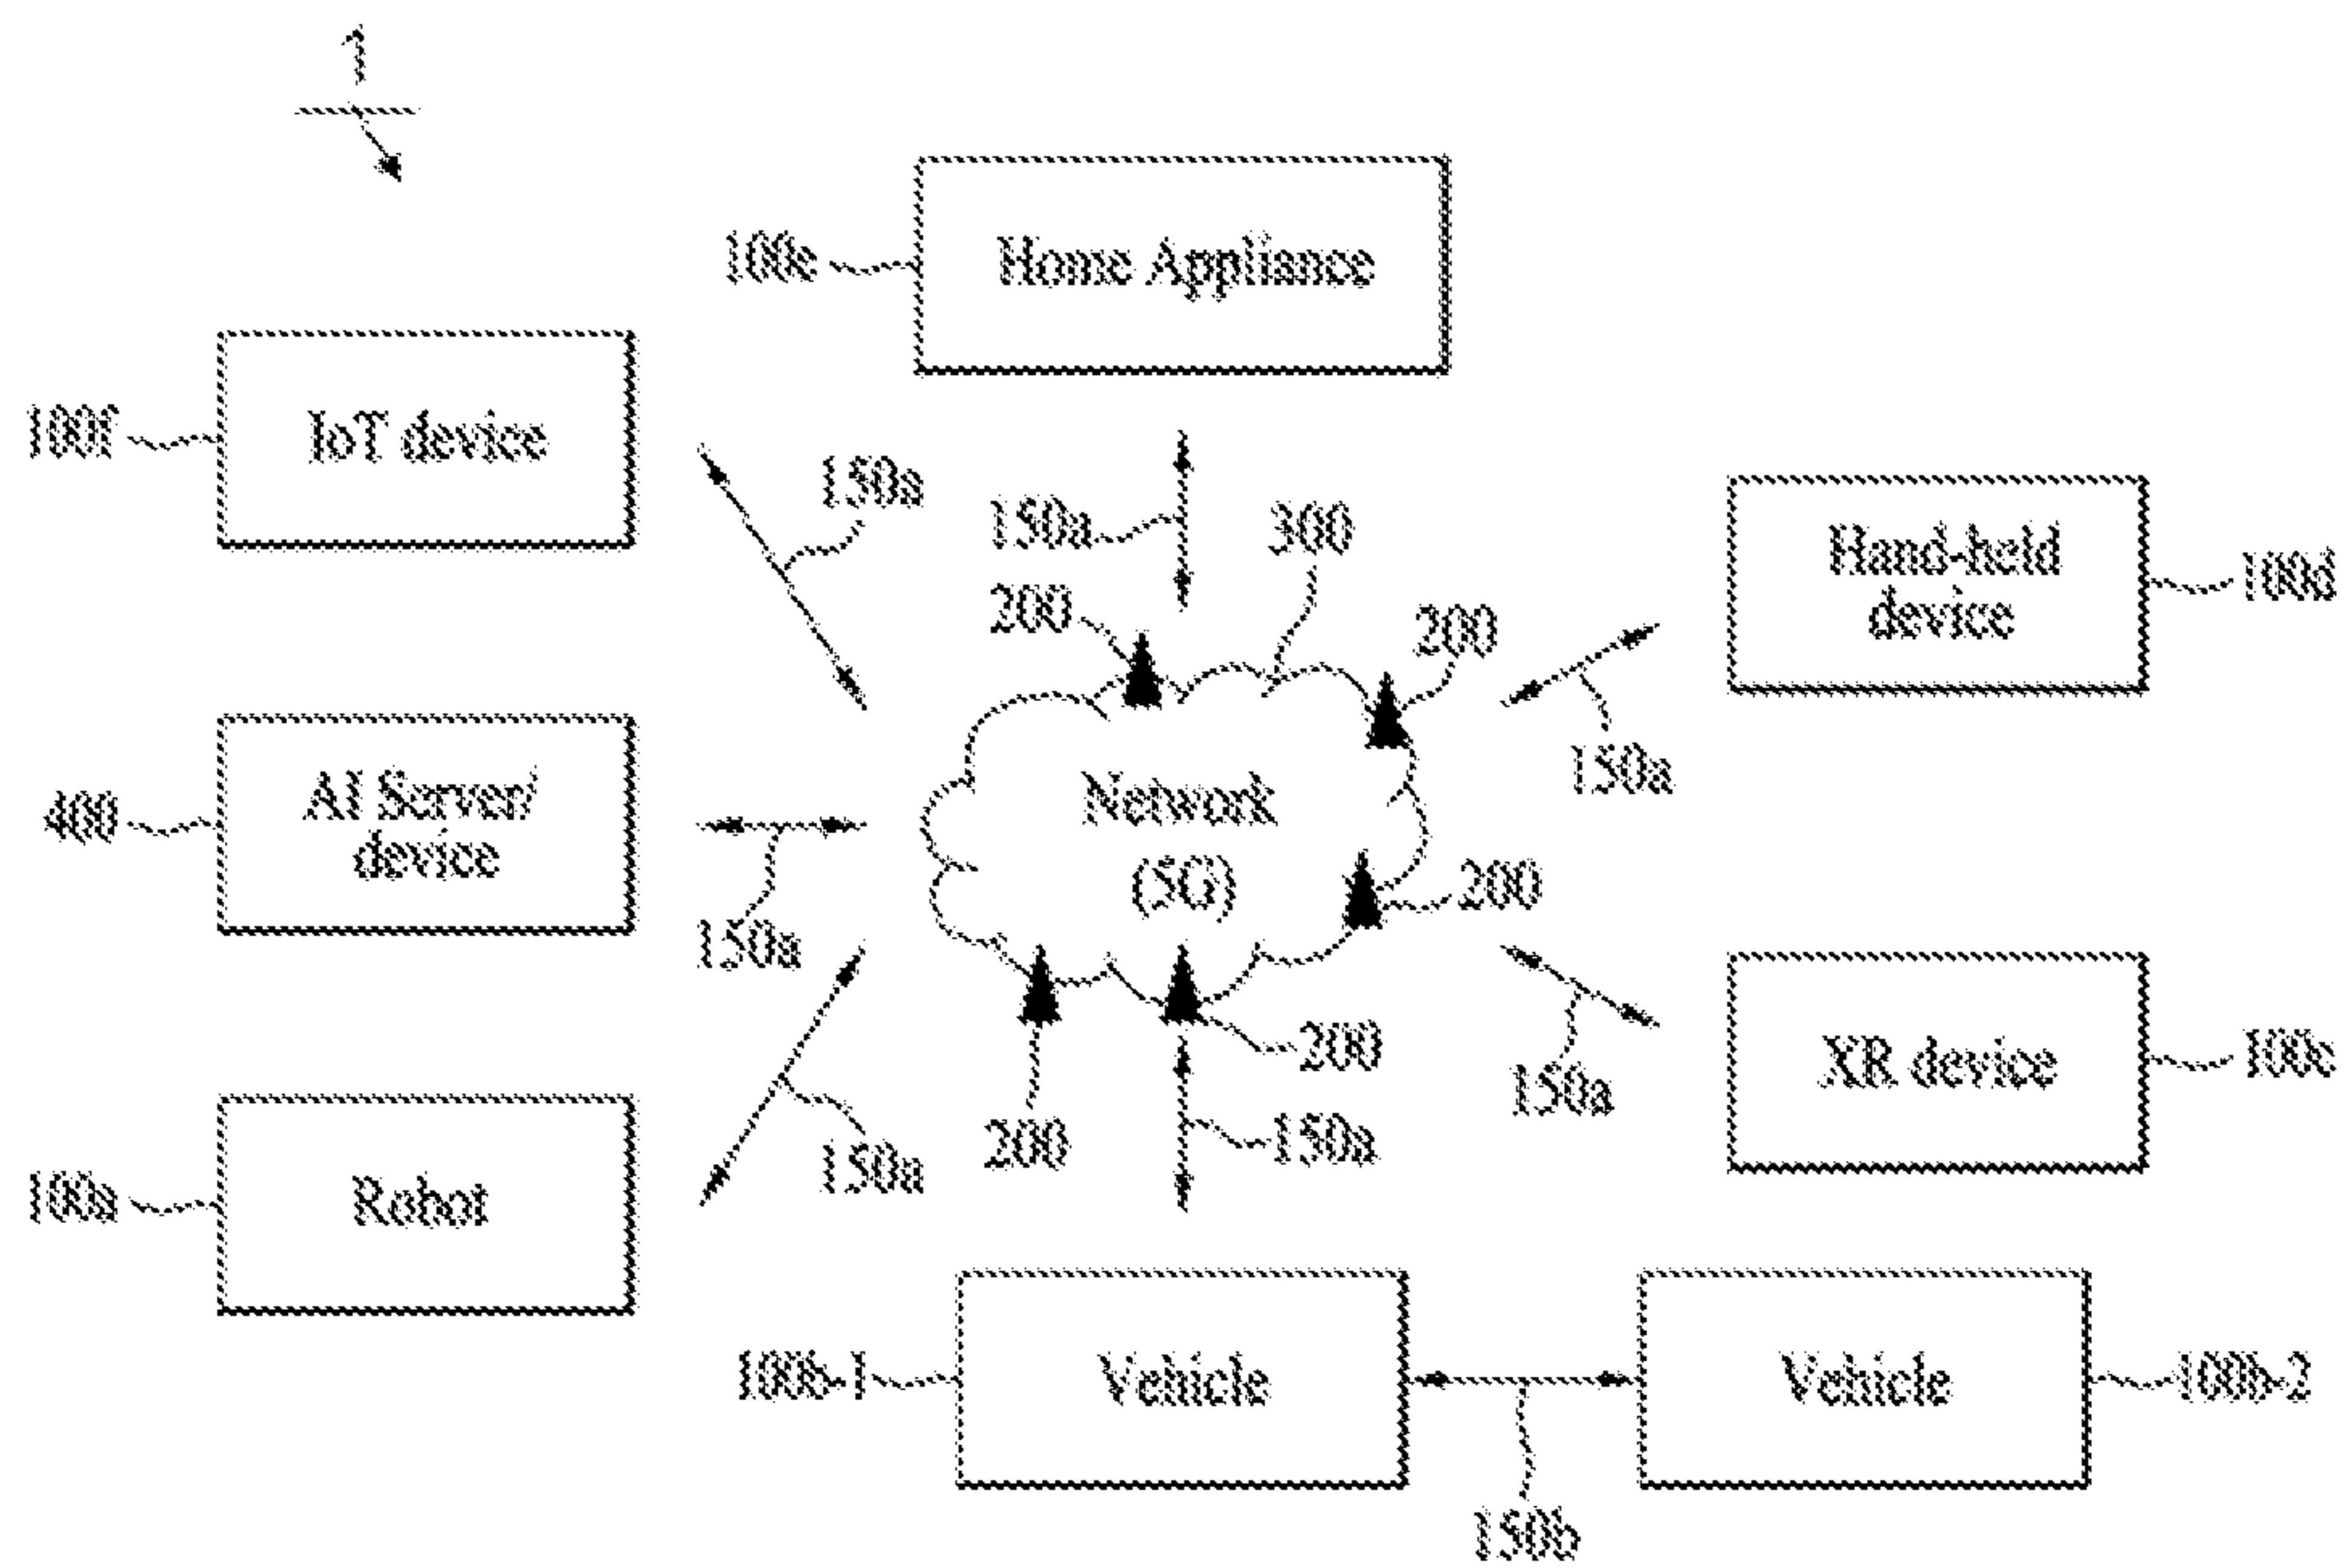 1
100e
Home Appliance
100f
IoT device
150a
150a
300
200
200
Hand-held
device
100d
150a
400
AI Server/
device
150a
Network
(5G)
200
100a
Robot
150a
200
200
150a
150a
XR device
100c
100b-1
Vehicle
Vehicle
100b-2
150b